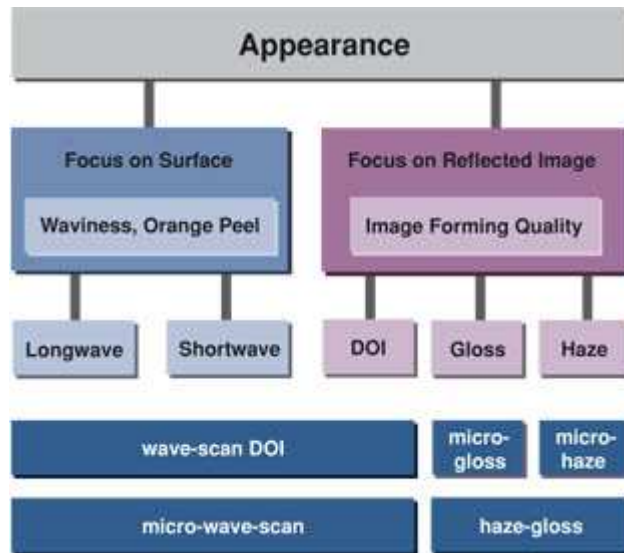 Appearance
Focus on Surface
Focus on Reflected Image
Waviness, Orange Peel
Image Forming Quality
Longwave
Shortwave
DOI
Gloss
Haze
wave-scan DOI
micro-
gloss
micro-
haze
micro-wave-scan
haze-gloss